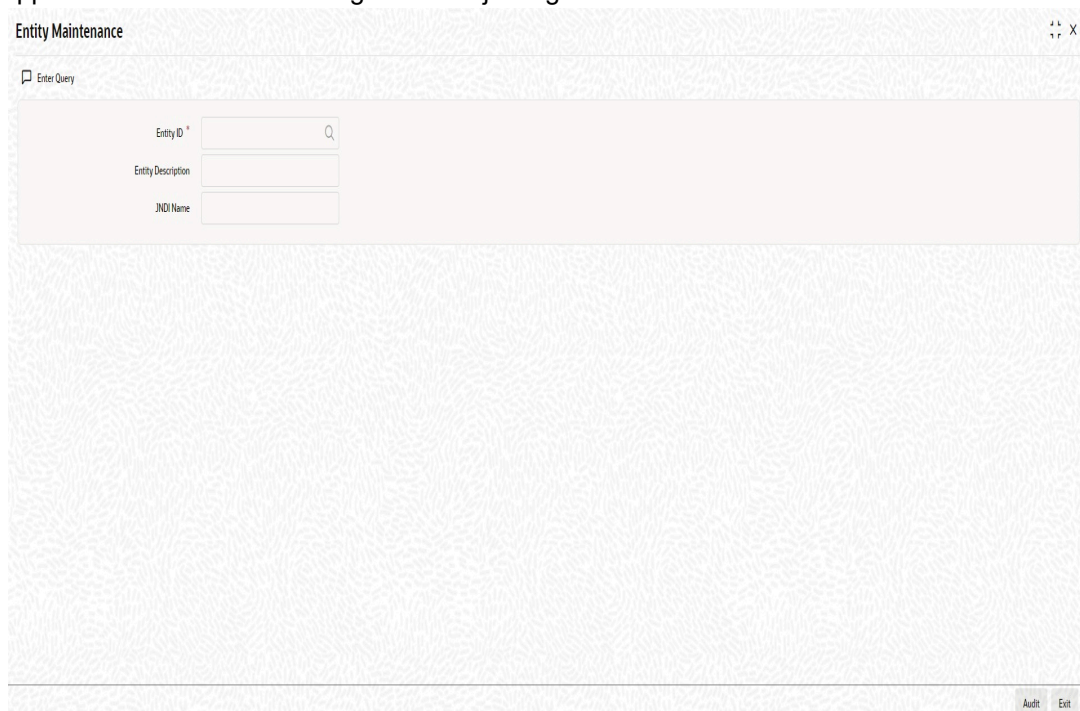 Entity Maintenance
Enter Query
Entity ID *
Entity Description
JNDI Name
Audit Exit